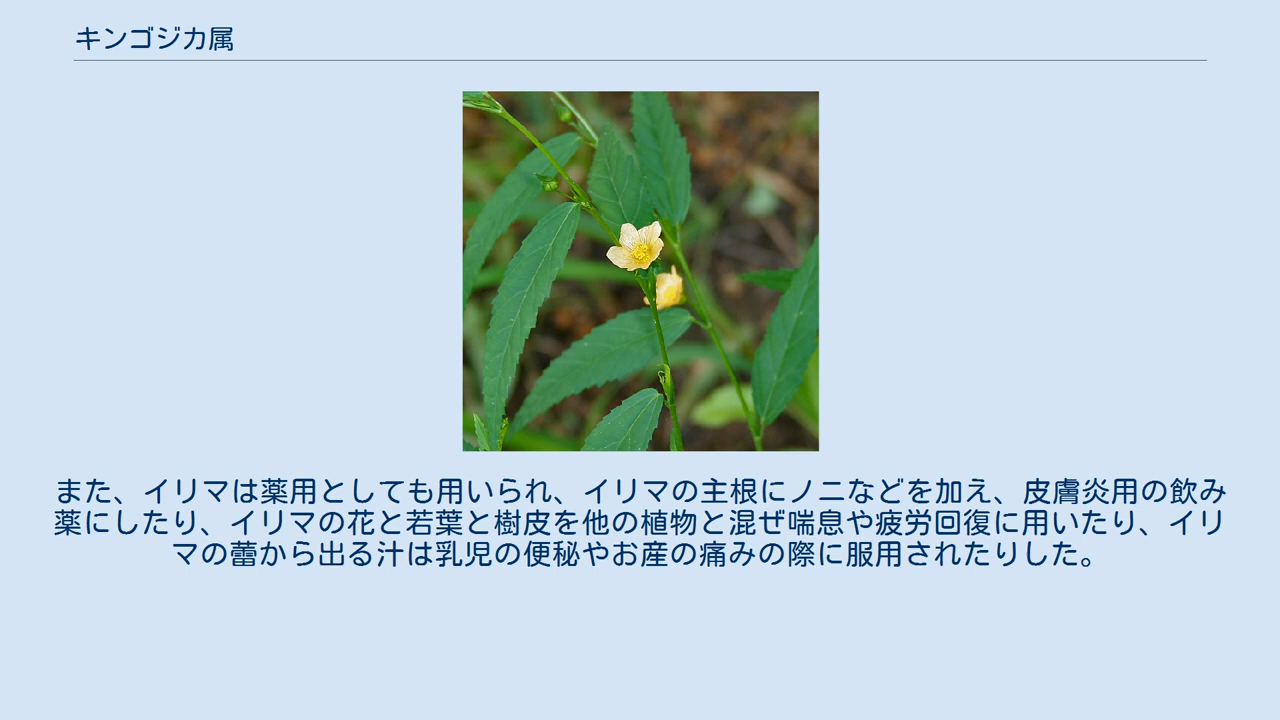 キンゴジカ属
また、イリマは薬用としても用いられ、イリマの主根にノニなどを加え、皮膚炎用の飲み
薬にしたり、イリマの花と若葉と樹皮を他の植物と混ぜ喘息や疲労回復に用いたり、イリ
マの蕾から出る汁は乳児の便秘やお産の痛みの際に服用されたりした。